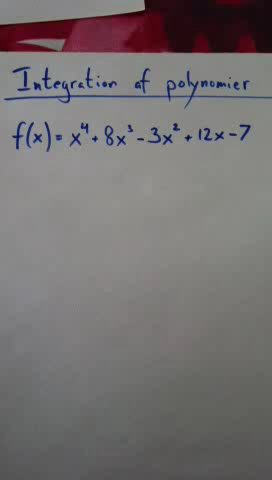 Integration af polynomier
f(x) = x⁴ + 8x³ - 3x² + 12x - 7